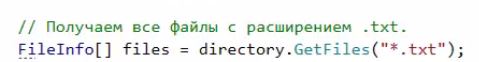 // Получаем все файлы с расширением .txt.
FileInfo[] files = directory.GetFiles("*.txt");